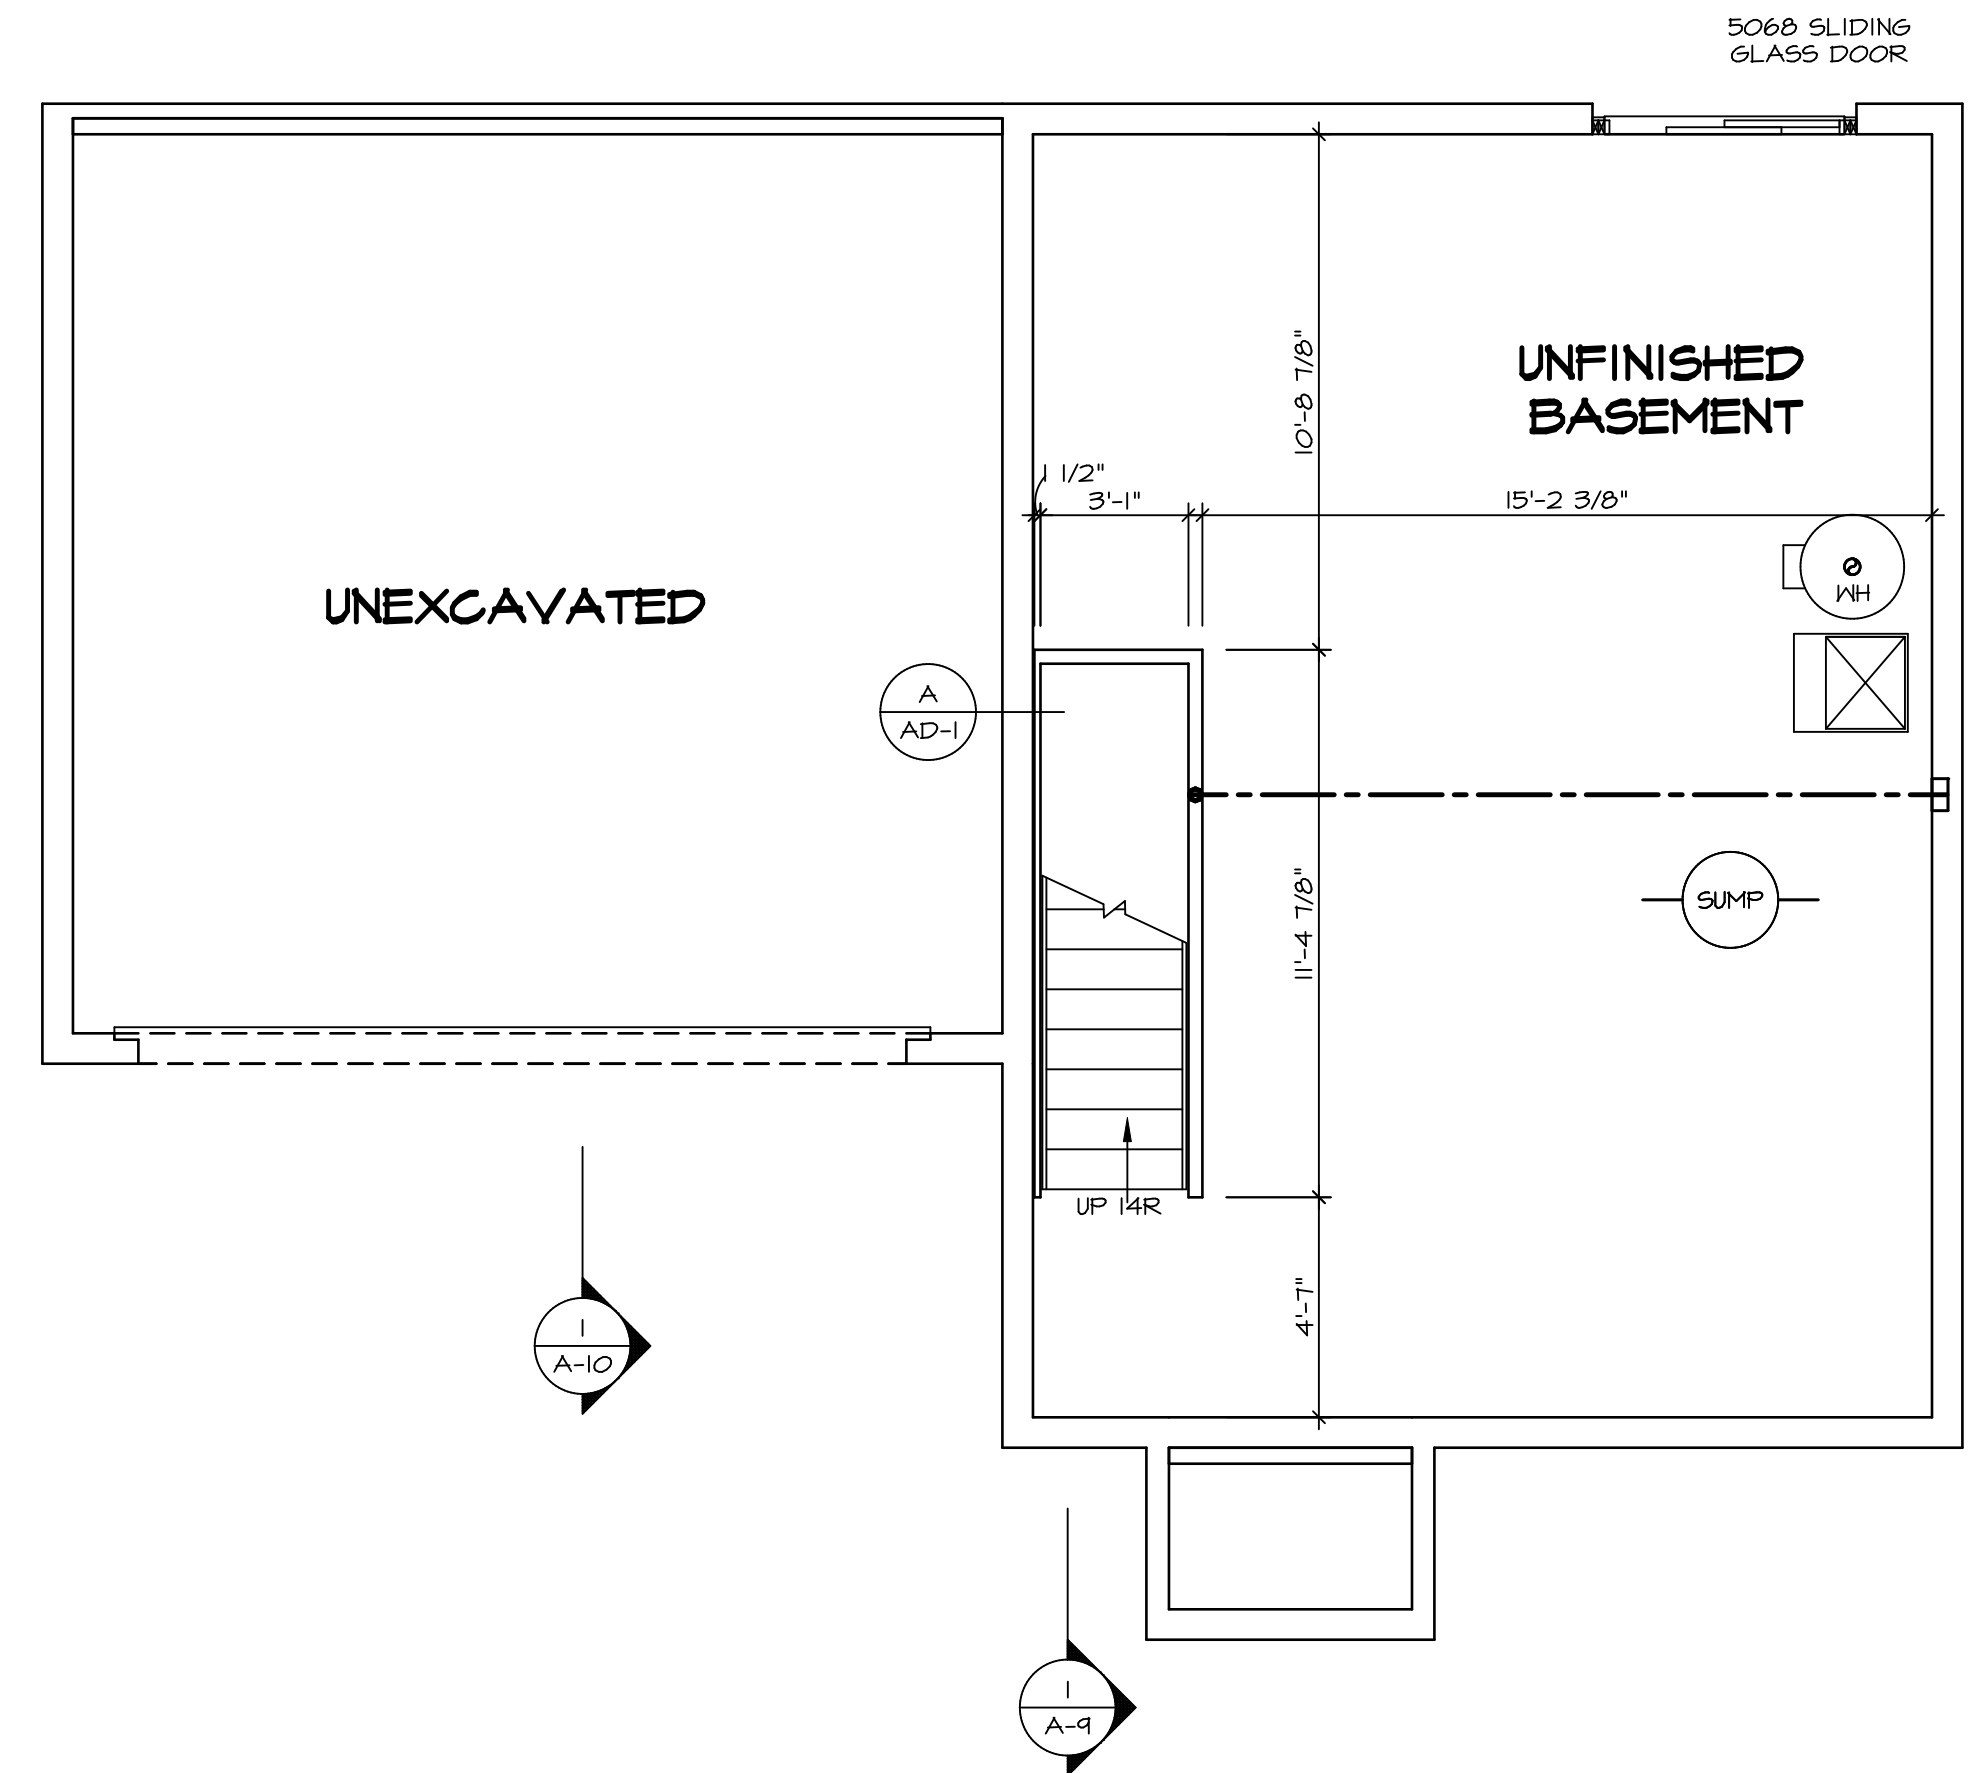 5068 SLIDING
GLASS DOOR
10'-8 7/8"
UNFINISHED
BASEMENT
1 1/2"
3'-1"
15'-2 3/8"
WH
UNEXCAVATED
A
AD-1
11'-4 7/8"
SUMP
UP 14R
4'-7"
1
A-10
1
A-9